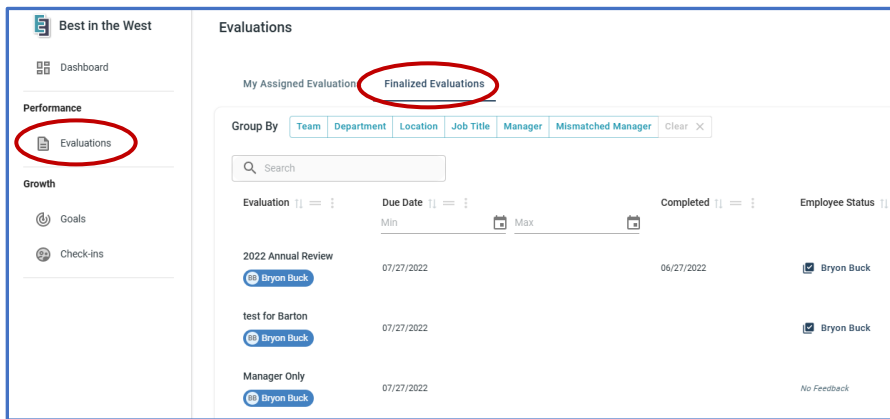 Best in the West
Evaluations
Dashboard
My Assigned Evaluation
Finalized Evaluations
Performance
Group By Team Department Location Job Title Manager Mismatched Manager Clear X
Evaluations
Search
Growth
Evaluation Due Date Completed Employee Status
Goals
Min Max
Check-ins
2022 Annual Review
BB Bryon Buck 07/27/2022 06/27/2022 Bryon Buck
test for Barton
BB Bryon Buck 07/27/2022 Bryon Buck
Manager Only
BB Bryon Buck 07/27/2022 No Feedback